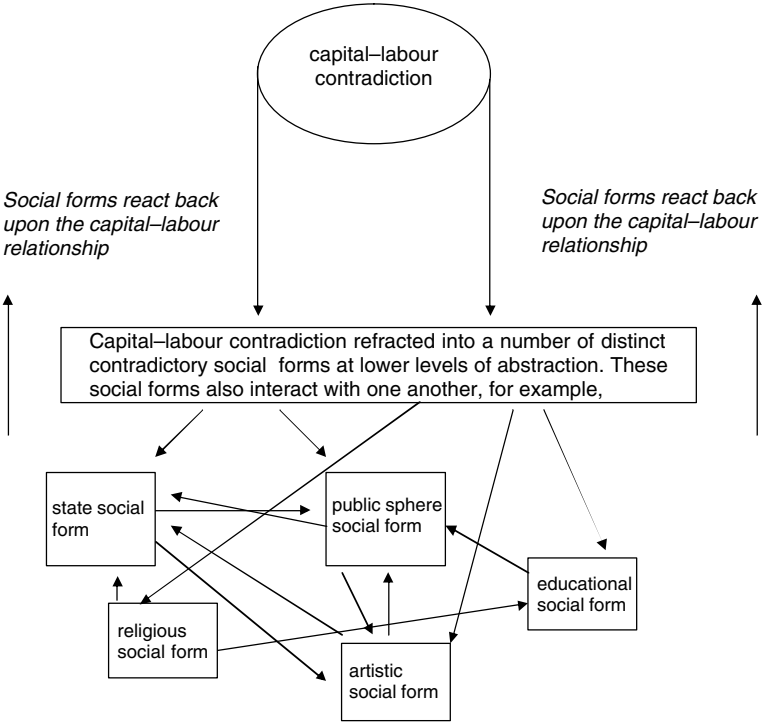 capital–labour
contradiction
Social forms react back
upon the capital–labour
relationship
Social forms react back
upon the capital–labour
relationship
Capital–labour contradiction refracted into a number of distinct
contradictory social forms at lower levels of abstraction. These
social forms also interact with one another, for example,
state social
form
public sphere
social form
educational
social form
religious
social form
artistic
social form